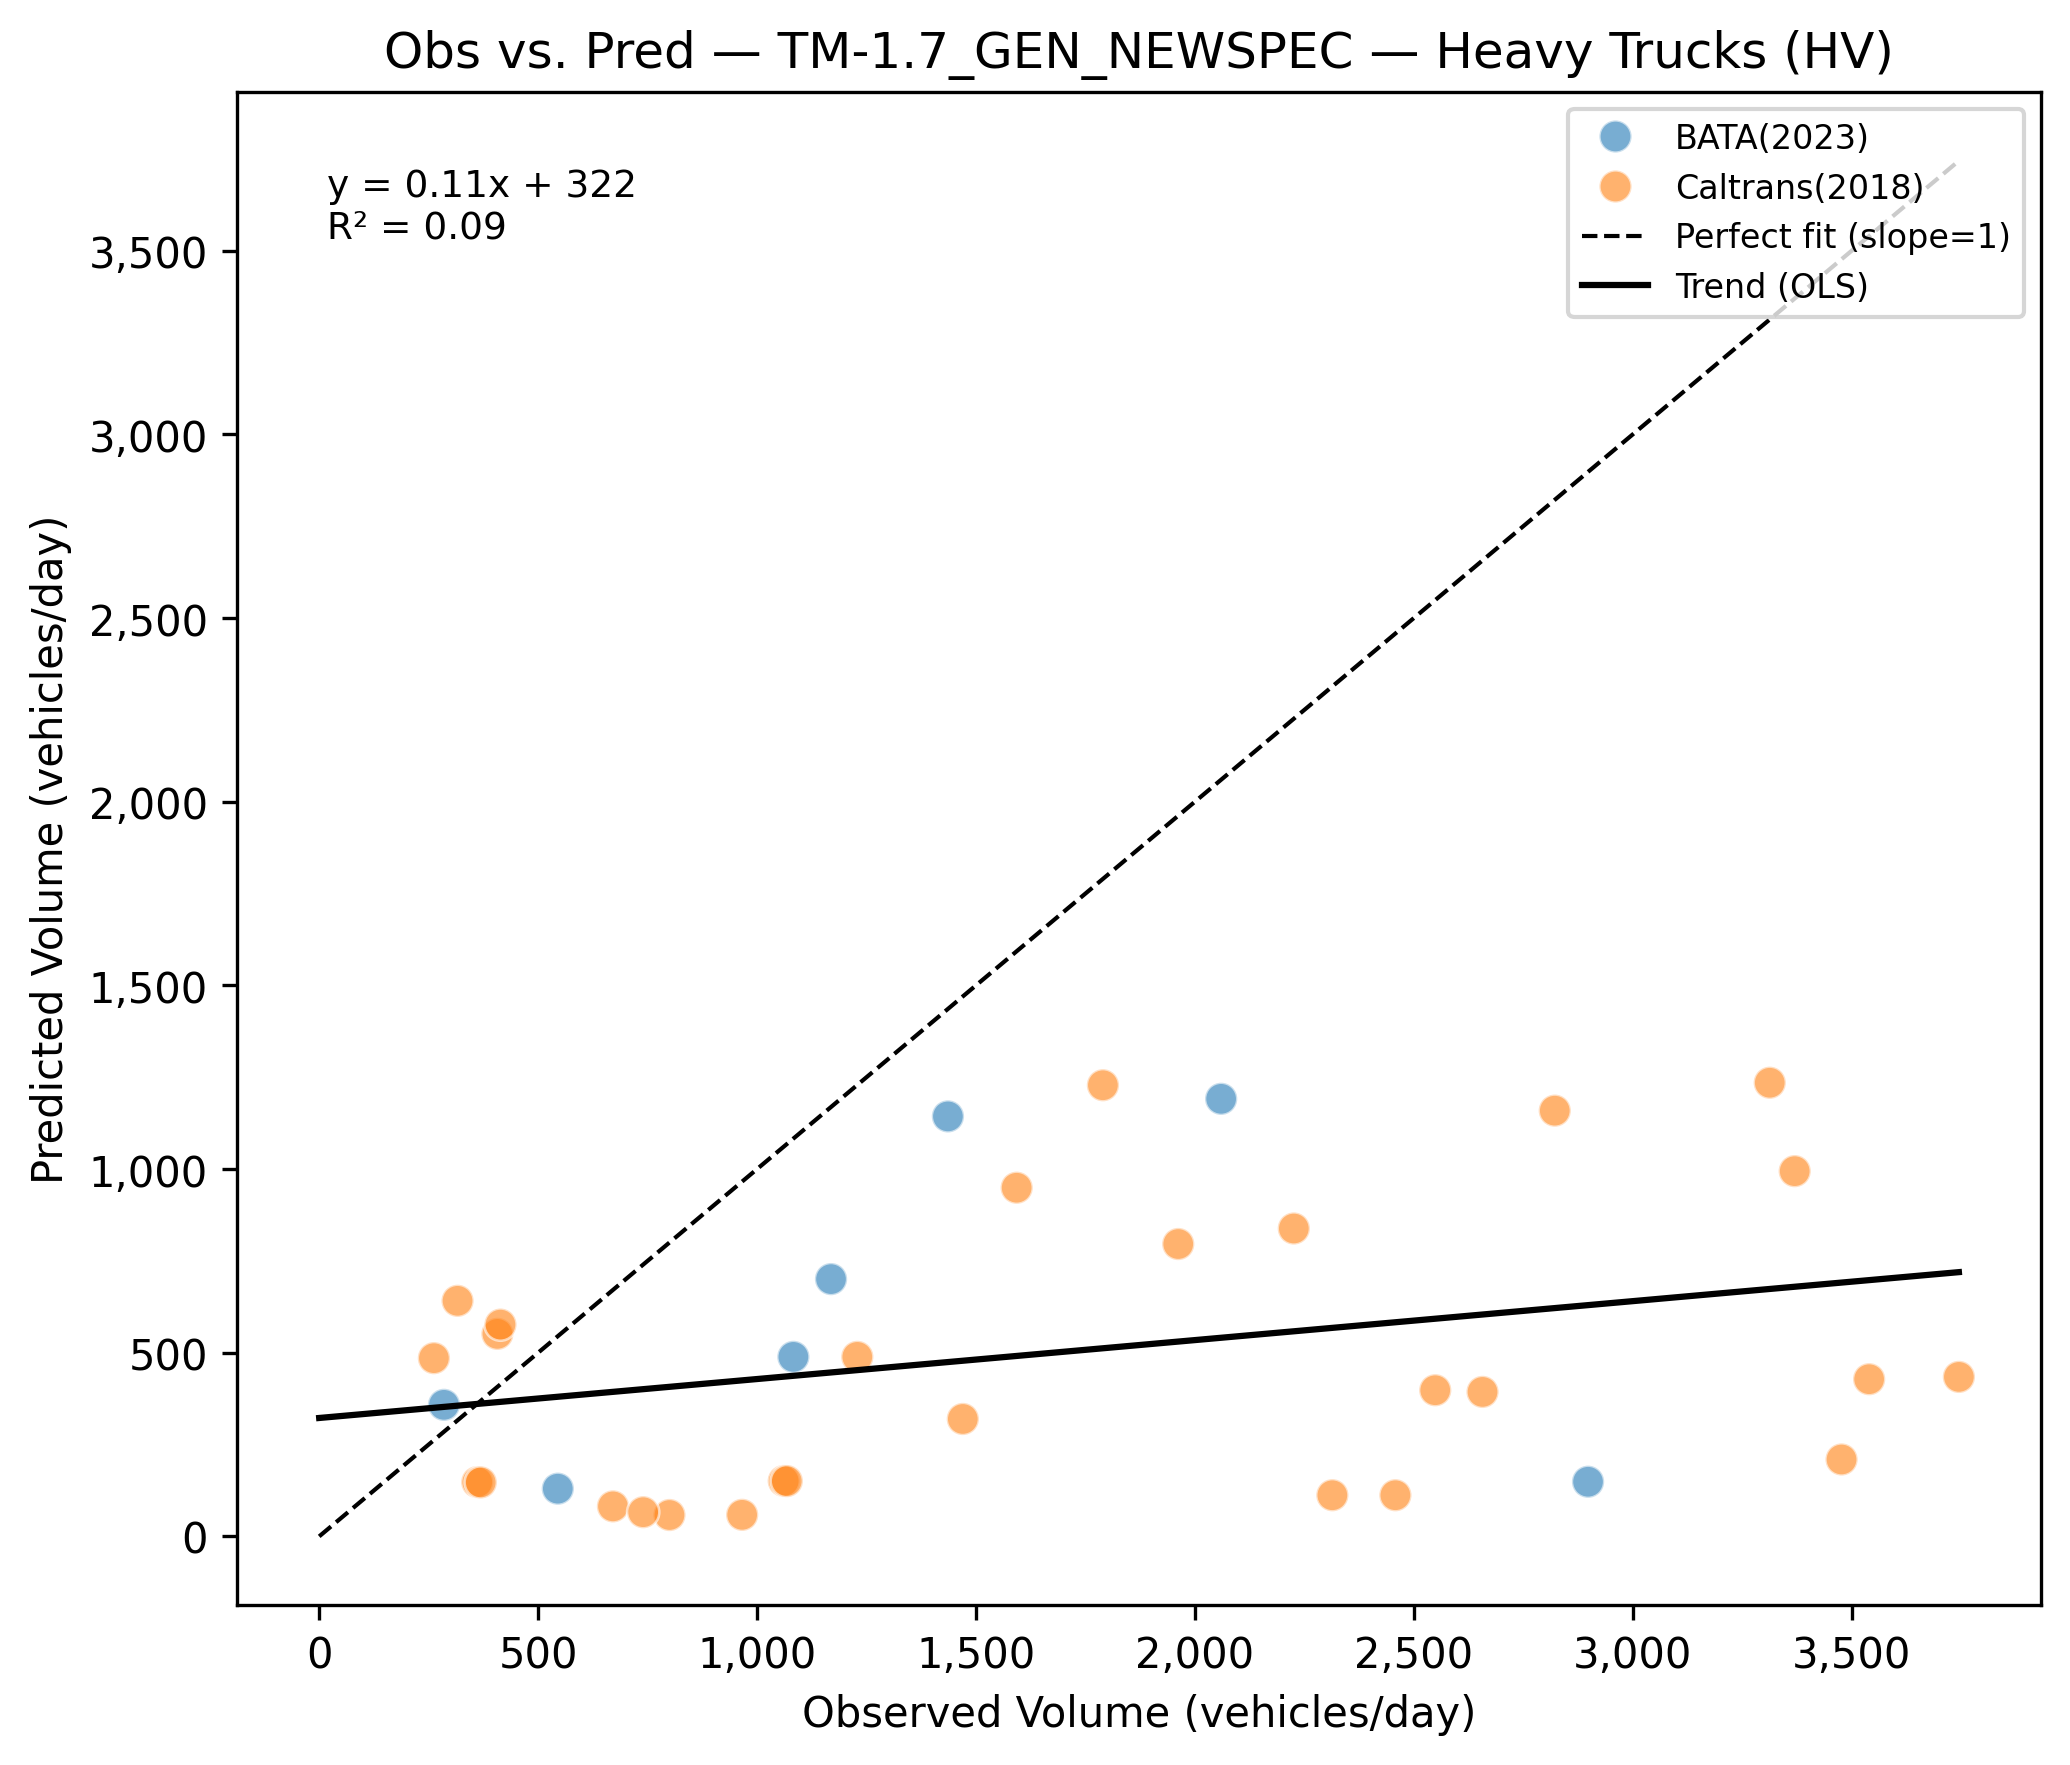 Obs vs. Pred — TM-1.7_GEN_NEWSPEC — Heavy Trucks (HV)
y = 0.11x + 322
R² = 0.09
BATA(2023)
Caltrans(2018)
Perfect fit (slope=1)
Trend (OLS)
Predicted Volume (vehicles/day)
3,500
3,000
2,500
2,000
1,500
1,000
500
0
0 500 1,000 1,500 2,000 2,500 3,000 3,500
Observed Volume (vehicles/day)